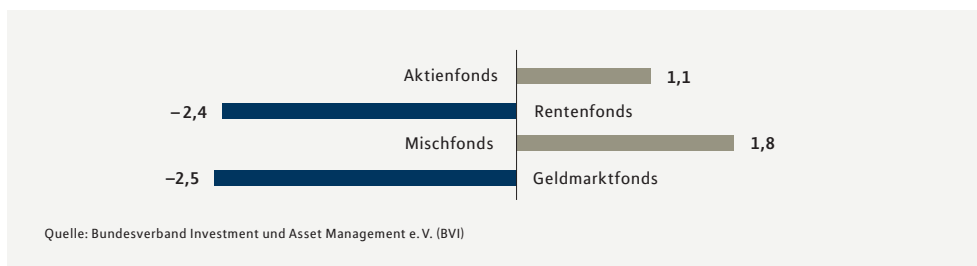 Aktienfonds 1,1
–2,4 Rentenfonds
Mischfonds 1,8
–2,5 Geldmarktfonds
Quelle: Bundesverband Investment und Asset Management e.V. (BVI)